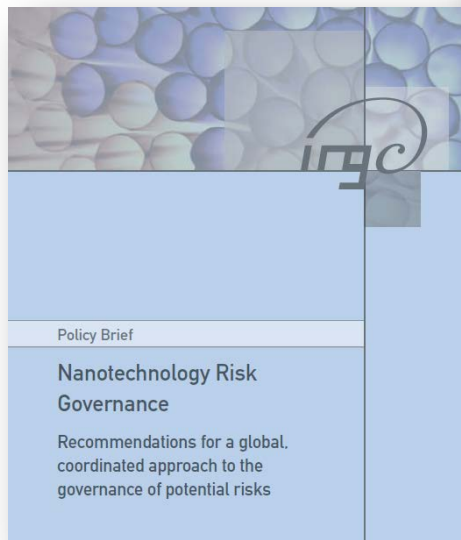 irgc
Policy Brief
Nanotechnology Risk
Governance
Recommendations for a global,
coordinated approach to the
governance of potential risks